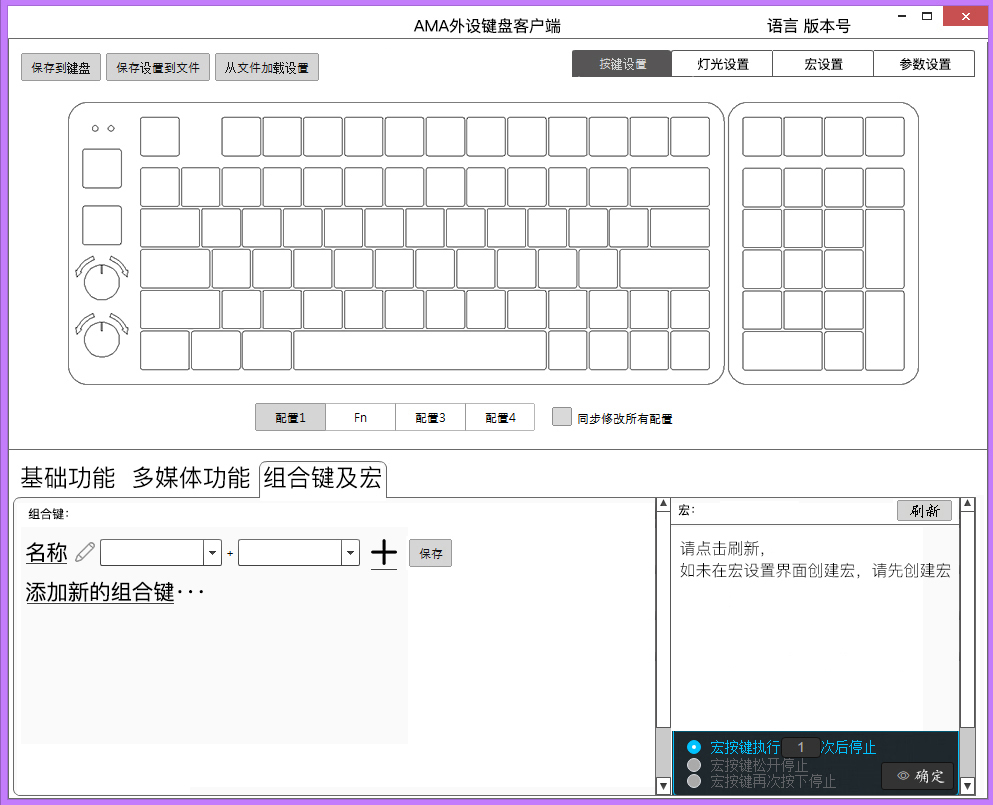 AMA外设键盘客户端
语言 版本号
保存到键盘 保存设置到文件 从文件加载设置
按键设置 灯光设置 宏设置 参数设置
配置1 Fn 配置3 配置4 同步修改所有配置
基础功能 多媒体功能 组合键及宏
组合键:
名称 + + 保存
添加新的组合键···
宏: 刷新
请点击刷新，
如未在宏设置界面创建宏，请先创建宏
宏按键执行 1 次后停止
宏按键松开停止
宏按键再次按下停止
确定